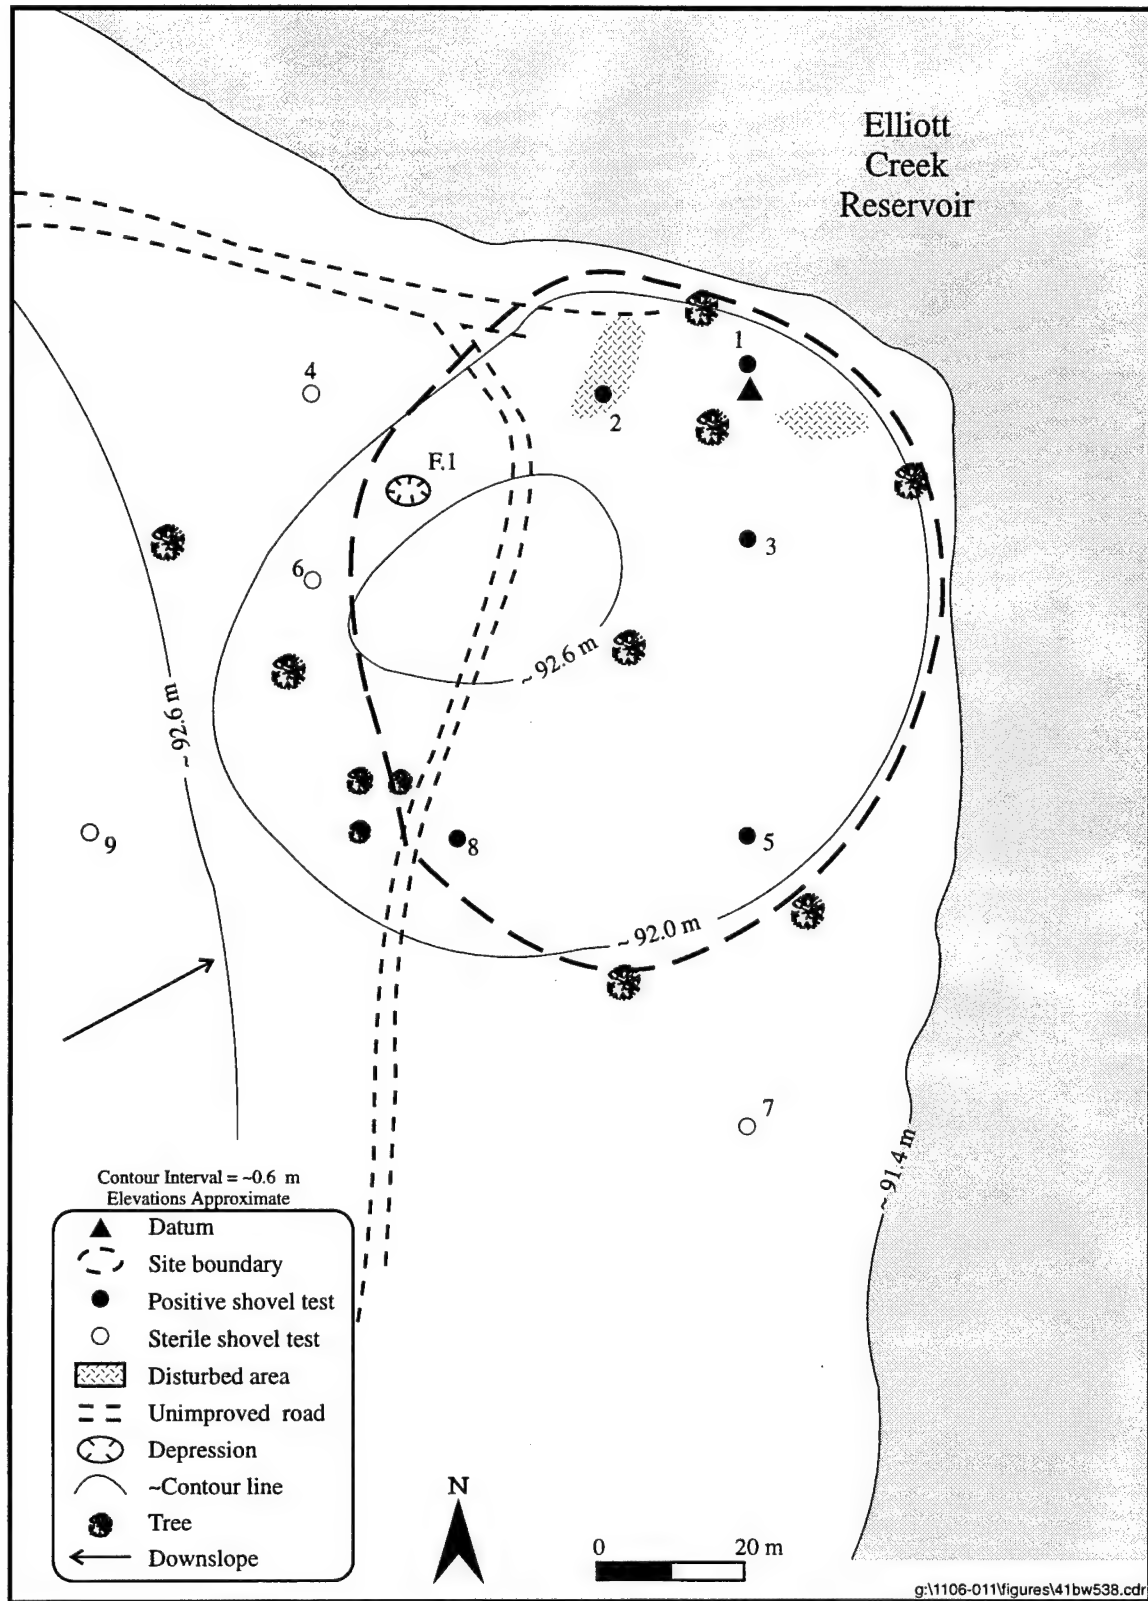 Elliott
Creek
Reservoir
1
4
2
F.1
3
6
~ 92.6 m
~ 92.6 m
9
8
5
~ 92.0 m
7
~ 91.4 m
Contour Interval = ~0.6 m
Elevations Approximate
Datum
Site boundary
Positive shovel test
Sterile shovel test
Disturbed area
Unimproved road
Depression
~Contour line
Tree
Downslope
N
0 20 m
g:\1106-011\figures\41bw538.cdr